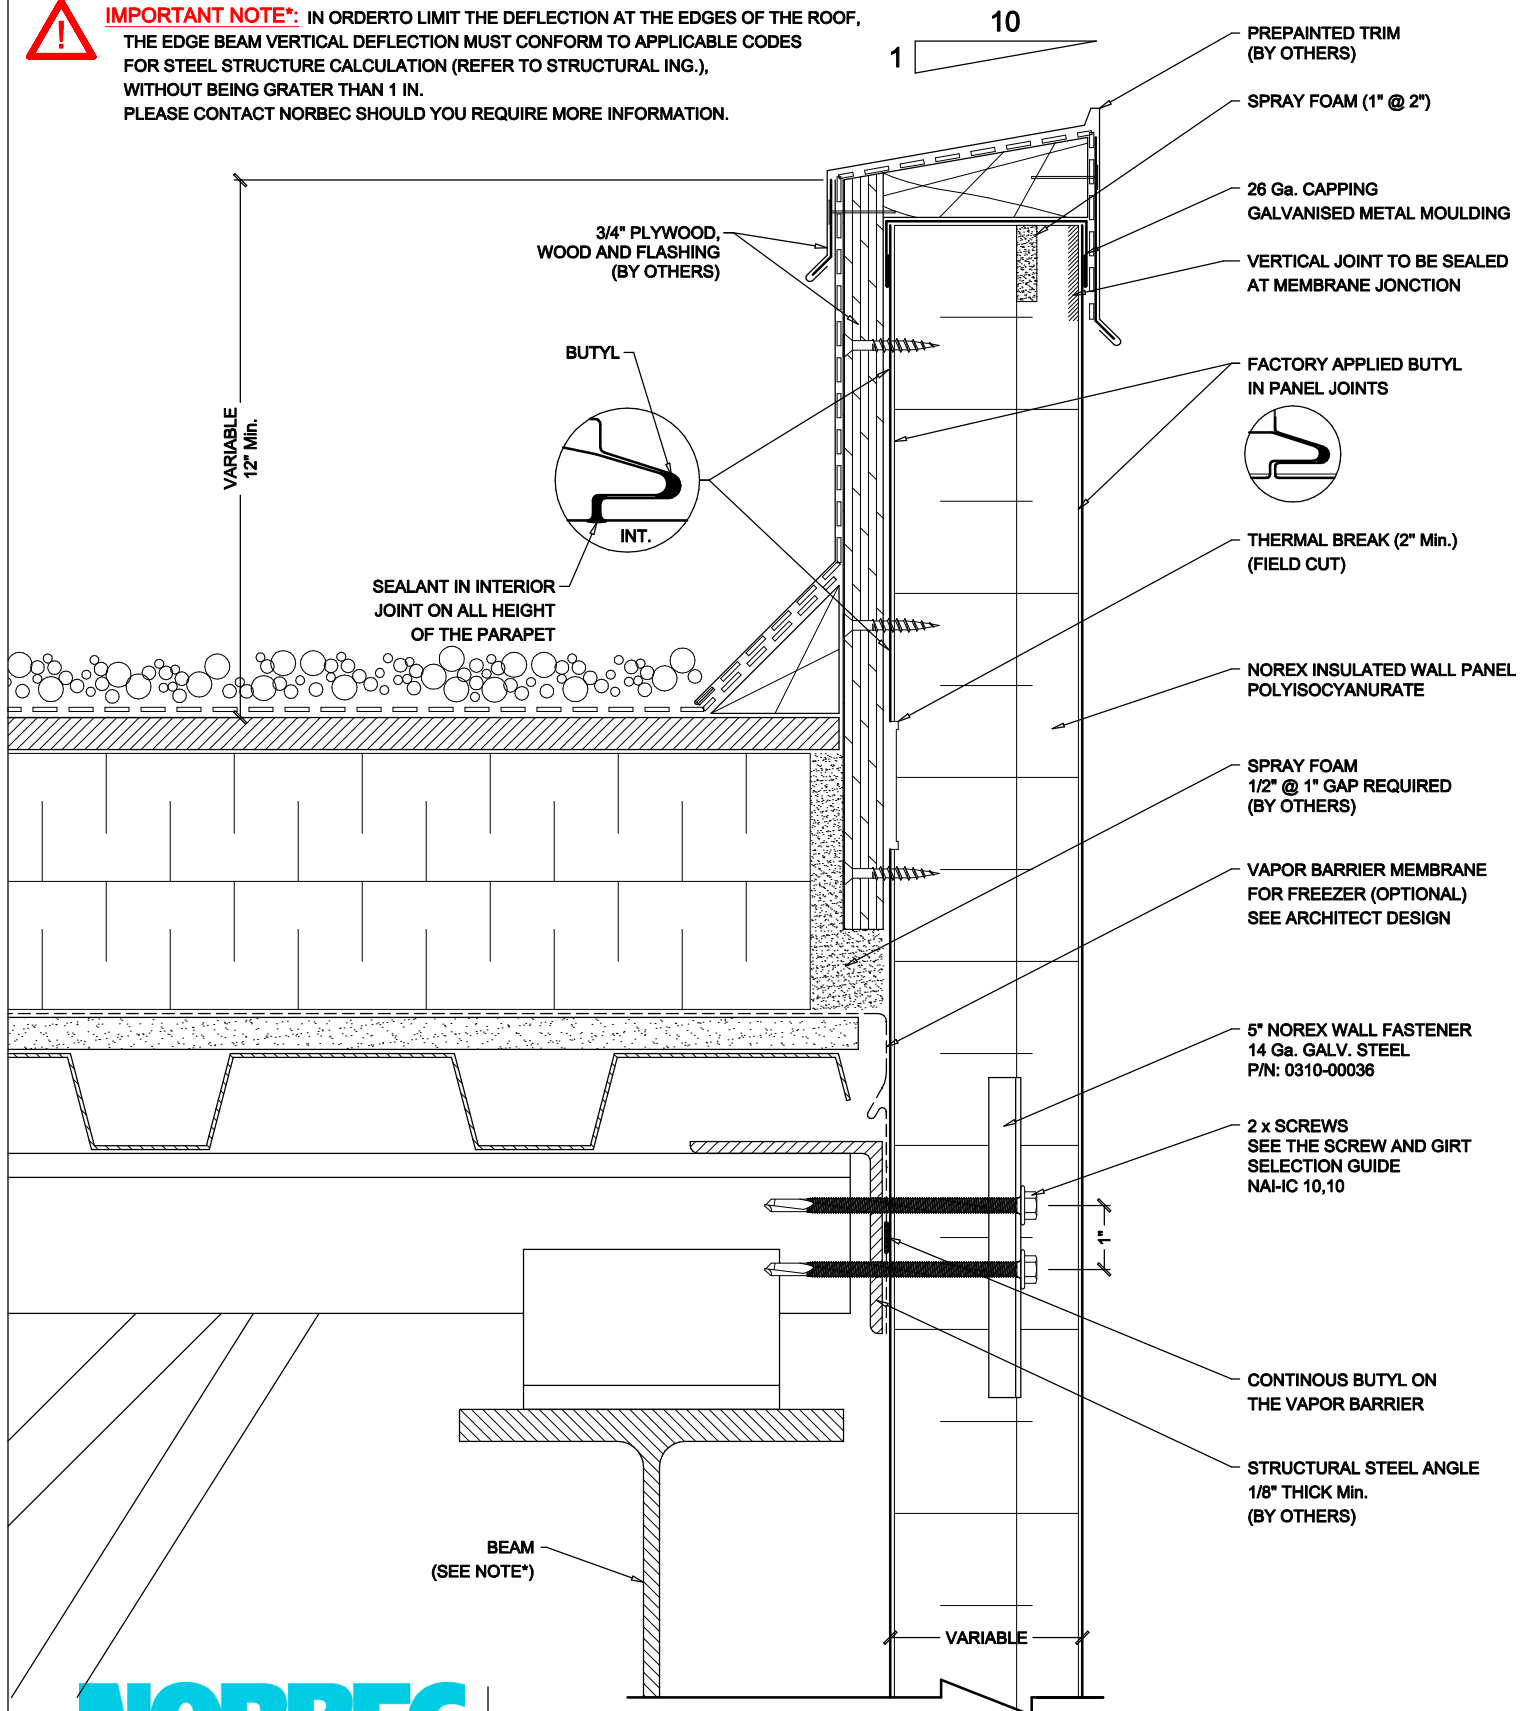 IMPORTANT NOTE*: IN ORDERTO LIMIT THE DEFLECTION AT THE EDGES OF THE ROOF,
THE EDGE BEAM VERTICAL DEFLECTION MUST CONFORM TO APPLICABLE CODES
FOR STEEL STRUCTURE CALCULATION (REFER TO STRUCTURAL ING.),
WITHOUT BEING GRATER THAN 1 IN.
PLEASE CONTACT NORBEC SHOULD YOU REQUIRE MORE INFORMATION.
!
10
1
PREPAINTED TRIM
(BY OTHERS)
SPRAY FOAM (1" @ 2")
26 Ga. CAPPING
GALVANISED METAL MOULDING
VERTICAL JOINT TO BE SEALED
AT MEMBRANE JONCTION
3/4" PLYWOOD,
WOOD AND FLASHING
(BY OTHERS)
BUTYL
FACTORY APPLIED BUTYL
IN PANEL JOINTS
VARIABLE
12" Min.
INT.
THERMAL BREAK (2" Min.)
(FIELD CUT)
SEALANT IN INTERIOR
JOINT ON ALL HEIGHT
OF THE PARAPET
NOREX INSULATED WALL PANEL
POLYISOCYANURATE
SPRAY FOAM
1/2" @ 1" GAP REQUIRED
(BY OTHERS)
VAPOR BARRIER MEMBRANE
FOR FREEZER (OPTIONAL)
SEE ARCHITECT DESIGN
5" NOREX WALL FASTENER
14 Ga. GALV. STEEL
P/N: 0310-00036
2 x SCREWS
SEE THE SCREW AND GIRT
SELECTION GUIDE
NAI-IC 10,10
1"
CONTINOUS BUTYL ON
THE VAPOR BARRIER
STRUCTURAL STEEL ANGLE
1/8" THICK Min.
(BY OTHERS)
BEAM
(SEE NOTE*)
VARIABLE
NORBEC